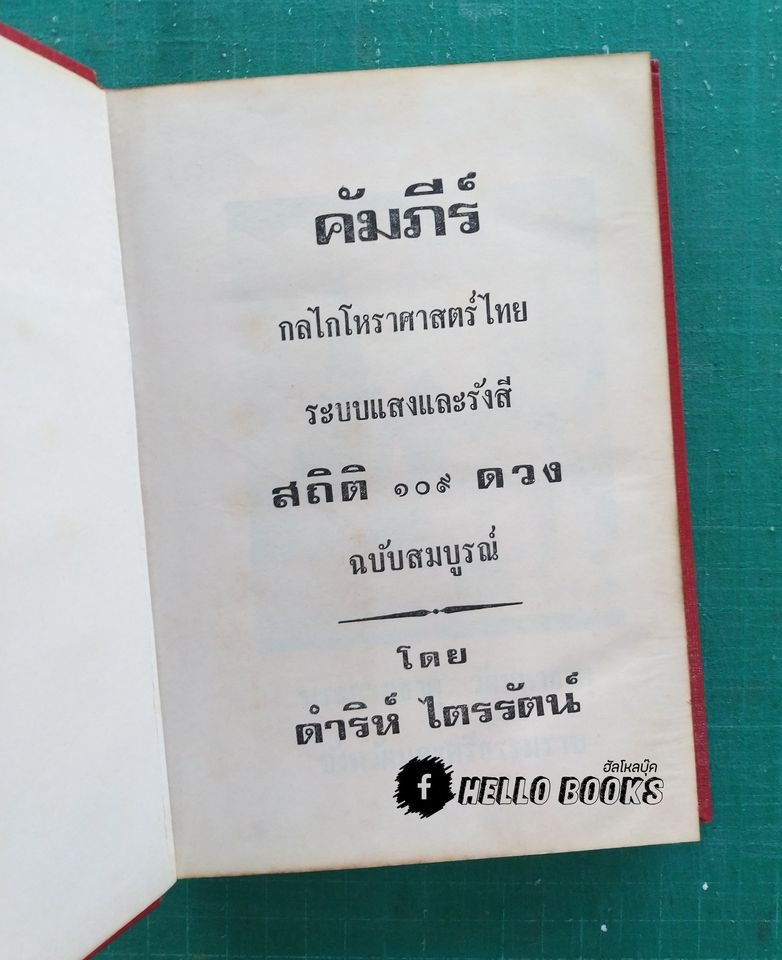 คัมภีร์
กลไกโหราศาสตร์ไทย
ระบบแสงและรังสี
สถิติ ๑๐๙ ดวง
ฉบับสมบูรณ์
โดย
ดำริห์ ไตรรัตน์
ฮัลโหลบุ๊ค
f HELLO BOOKS